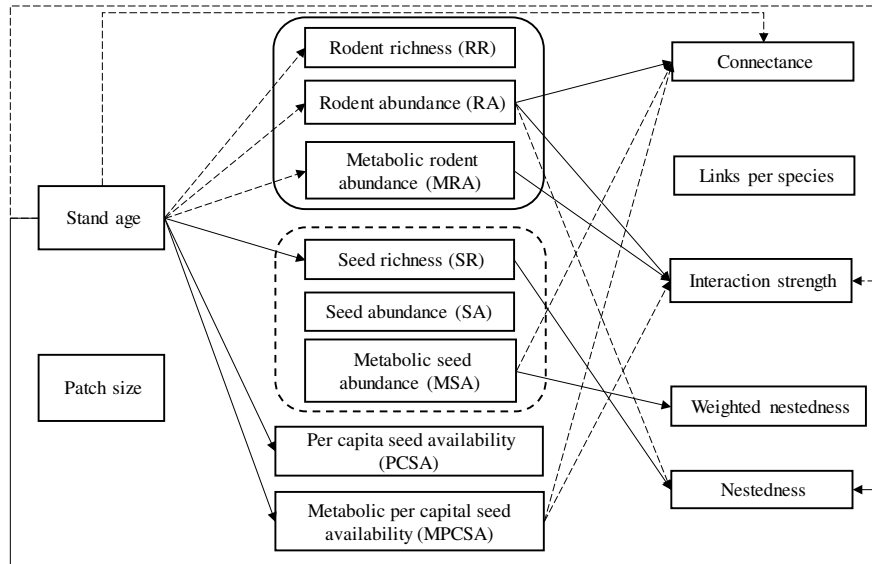 Stand age
Patch size
Rodent richness (RR)
Rodent abundance (RA)
Metabolic rodent
abundance (MRA)
Seed richness (SR)
Seed abundance (SA)
Metabolic seed
abundance (MSA)
Per capita seed availability
(PCSA)
Metabolic per capital seed
availability (MPCSA)
Connectance
Links per species
Interaction strength
Weighted nestedness
Nestedness